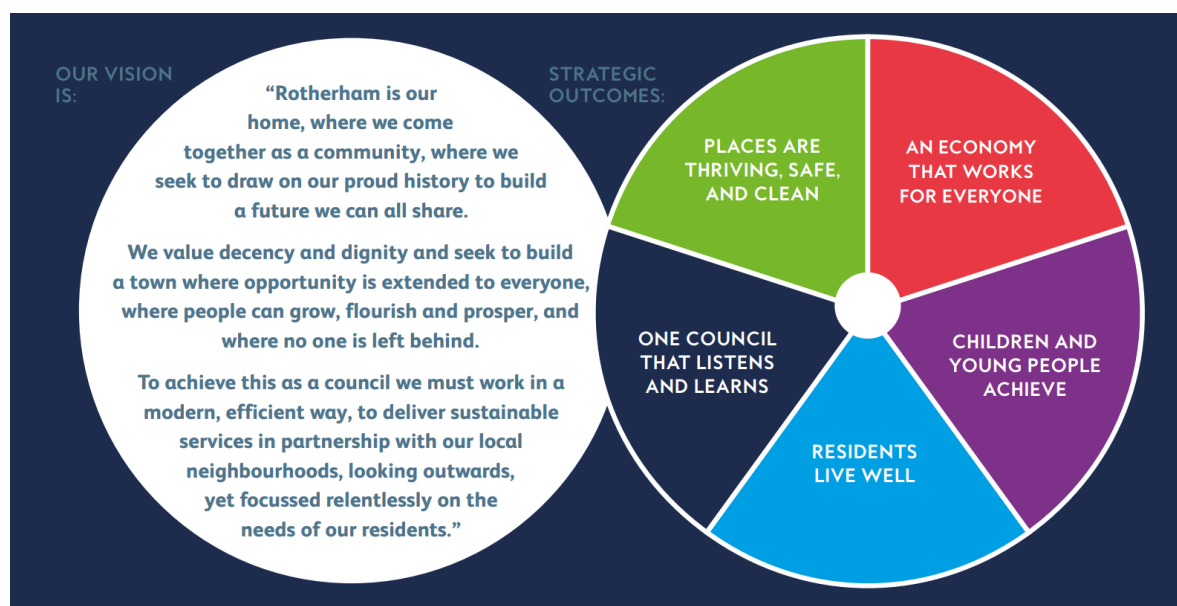 OUR VISION
IS:
“Rotherham is our
home, where we come
together as a community, where we
seek to draw on our proud history to build
a future we can all share.
We value decency and dignity and seek to build
a town where opportunity is extended to everyone,
where people can grow, flourish and prosper, and
where no one is left behind.
To achieve this as a council we must work in a
modern, efficient way, to deliver sustainable
services in partnership with our local
neighbourhoods, looking outwards,
yet focussed relentlessly on the
needs of our residents.”
STRATEGIC
OUTCOMES:
PLACES ARE
THRIVING, SAFE,
AND CLEAN
AN ECONOMY
THAT WORKS
FOR EVERYONE
CHILDREN AND
YOUNG PEOPLE
ACHIEVE
RESIDENTS
LIVE WELL
ONE COUNCIL
THAT LISTENS
AND LEARNS